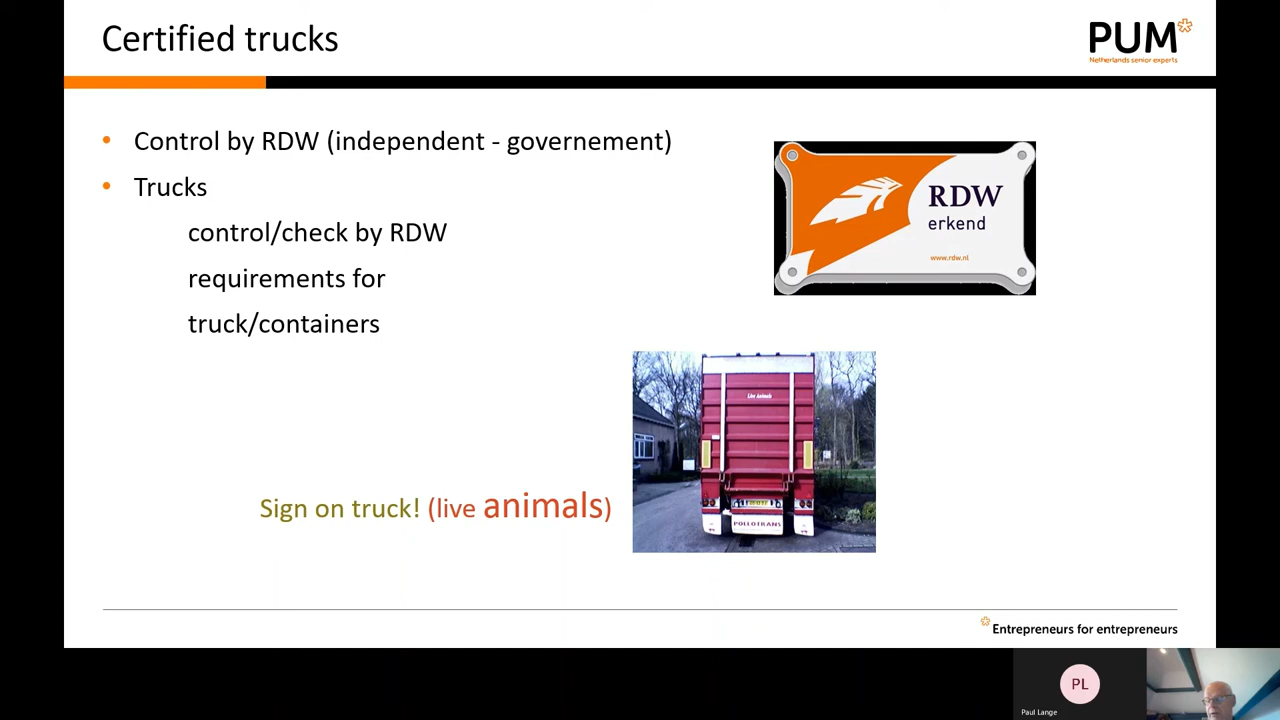 Certified trucks
PUM
Netherlands senior experts
• Control by RDW (independent - governement)
• Trucks
control/check by RDW
requirements for
truck/containers
RDW
erkend
www.rdw.nl
Live Animals
POLLOTRANS
Sign on truck! (live animals)
Entrepreneurs for entrepreneurs
PL
Paul Lange